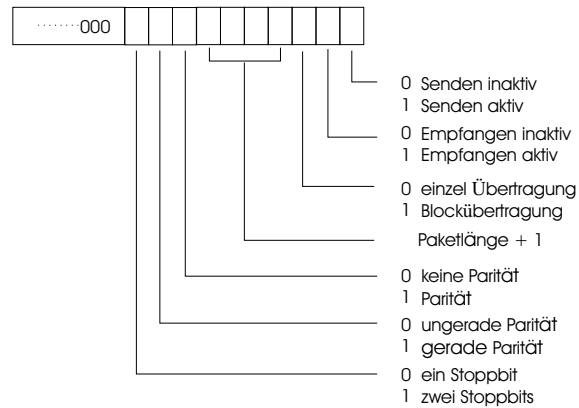 ········000
0 Senden inaktiv
1 Senden aktiv
0 Empfangen inaktiv
1 Empfangen aktiv
0 einzel Übertragung
1 Blockübertragung
Paketlänge + 1
0 keine Parität
1 Parität
0 ungerade Parität
1 gerade Parität
0 ein Stoppbit
1 zwei Stoppbits